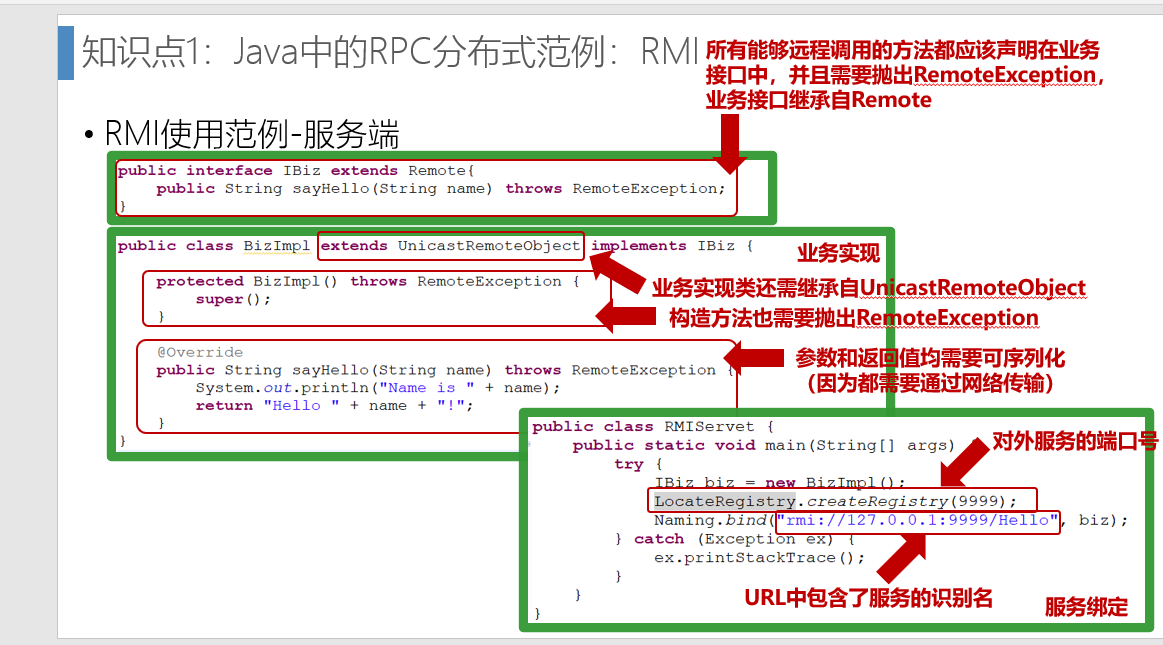 知识点1：Java中的RPC分布式范例：RMI
所有能够远程调用的方法都应该声明在业务
接口中，并且需要抛出RemoteException，
业务接口继承自Remote
• RMI使用范例-服务端
public interface IBiz extends Remote{
public String sayHello(String name) throws RemoteException;
}
public class BizImpl extends UnicastRemoteObject implements IBiz {
业务实现
protected BizImpl() throws RemoteException {
super();
}
业务实现类还需继承自UnicastRemoteObject
构造方法也需要抛出RemoteException
@Override
public String sayHello(String name) throws RemoteException {
System.out.println("Name is " + name);
return "Hello " + name + "!";
}
}
参数和返回值均需要可序列化
（因为都需要通过网络传输）
public class RMIServet {
public static void main(String[] args)
try {
IBiz biz = new BizImpl();
LocateRegistry.createRegistry(9999);
Naming.bind("rmi://127.0.0.1:9999/Hello", biz);
} catch (Exception ex) {
ex.printStackTrace();
}
}
}
对外服务的端口号
URL中包含了服务的识别名
服务绑定